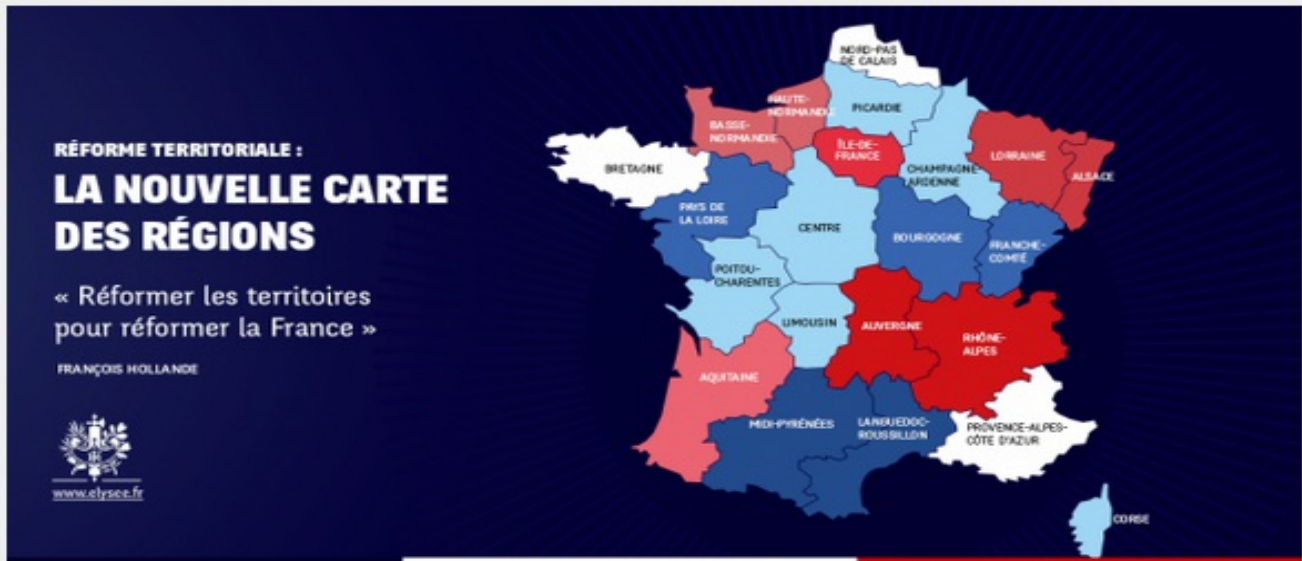 RÉFORME TERRITORIALE :
LA NOUVELLE CARTE
DES RÉGIONS
« Réformer les territoires
pour réformer la France »
FRANÇOIS HOLLANDE
www.elysee.fr
NORD-PAS
DE CALAIS
HAUTE-
NORMANDIE
PICARDIE
BASSE-
NORMANDIE
ÎLE-DE-
FRANCE
LORRAINE
BRETAGNE
CHAMPAGNE-
ARDENNE
ALSACE
PAYS DE
LA LOIRE
CENTRE
BOURGOGNE
FRANCHE-
COMTÉ
POITOU-
CHARENTES
LIMOUSIN
AUVERGNE
RHÔNE-
ALPES
AQUITAINE
MIDI-PYRÉNÉES
LANGUEDOC-
ROUSSILLON
PROVENCE-ALPES-
CÔTE D'AZUR
CORSE